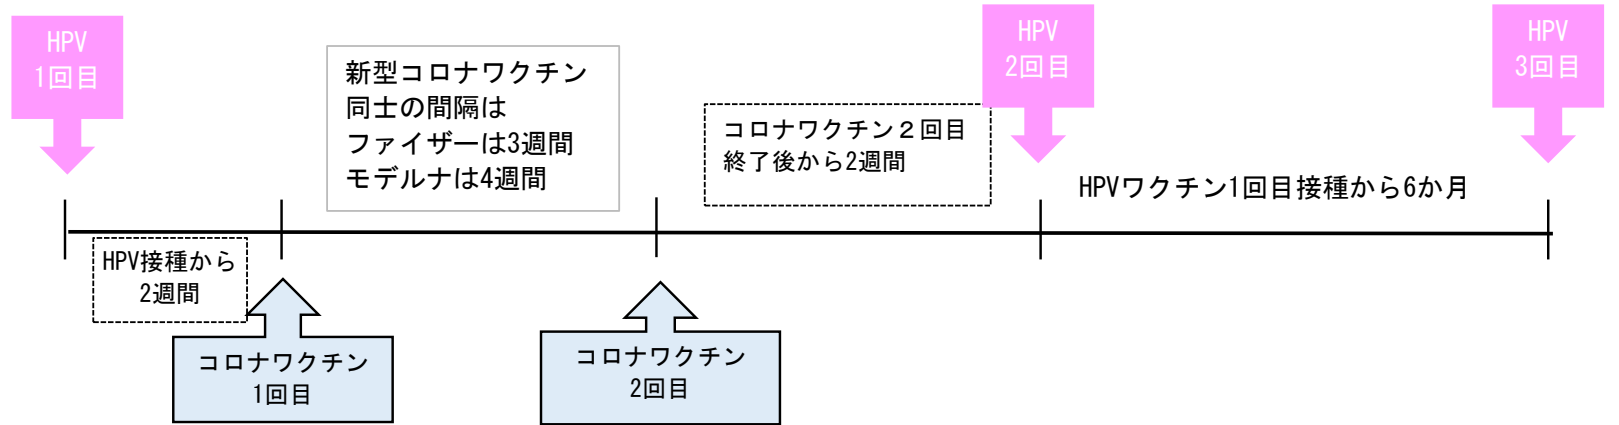 HPV
1回目
新型コロナワクチン
同士の間隔は
ファイザーは3週間
モデルナは4週間
コロナワクチン２回目
終了後から2週間
HPV
2回目
HPV
3回目
HPVワクチン1回目接種から6か月
HPV接種から
2週間
コロナワクチン
1回目
コロナワクチン
2回目